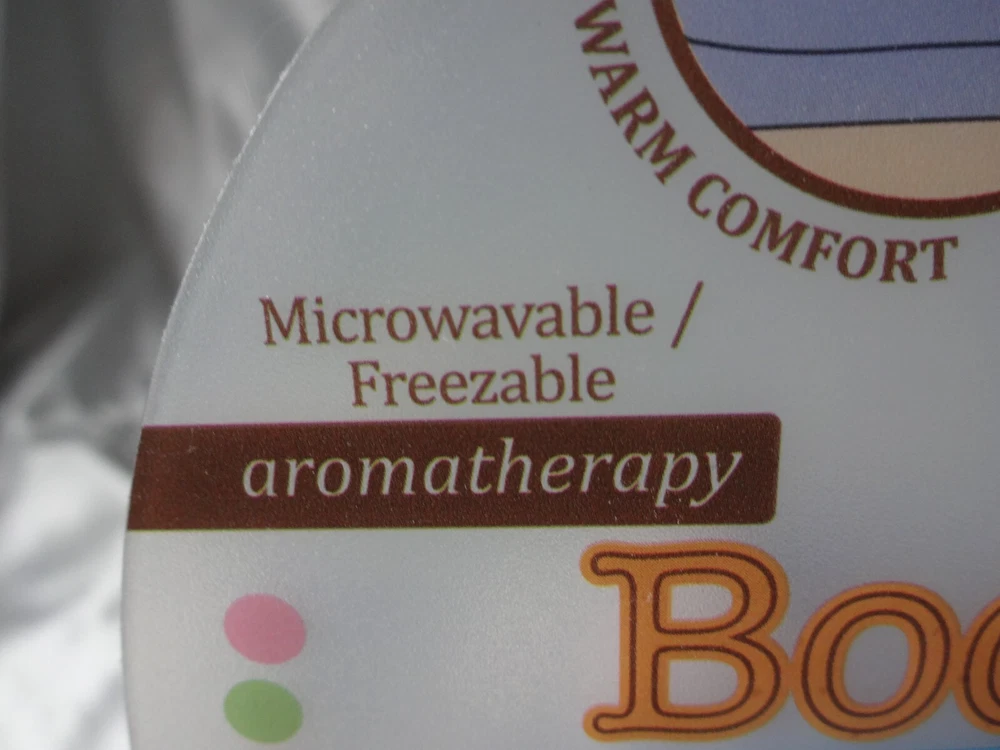 WARM COMFORT
Microwavable /
Freezable
aromatherapy